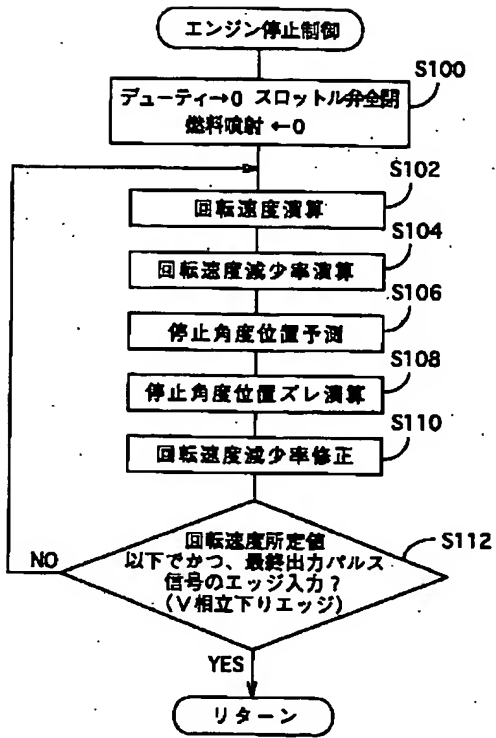 エンジン停止制御
S100
デューティ→0 スロットル弁全閉
燃料噴射←0
S102
回転速度演算
S104
回転速度減少率演算
S106
停止角度位置予測
S108
停止角度位置ズレ演算
S110
回転速度減少率修正
S112
回転速度所定値
以下でかつ、最終出力パルス
信号のエッジ入力?
(V相立下りエッジ)
NO
YES
リターン